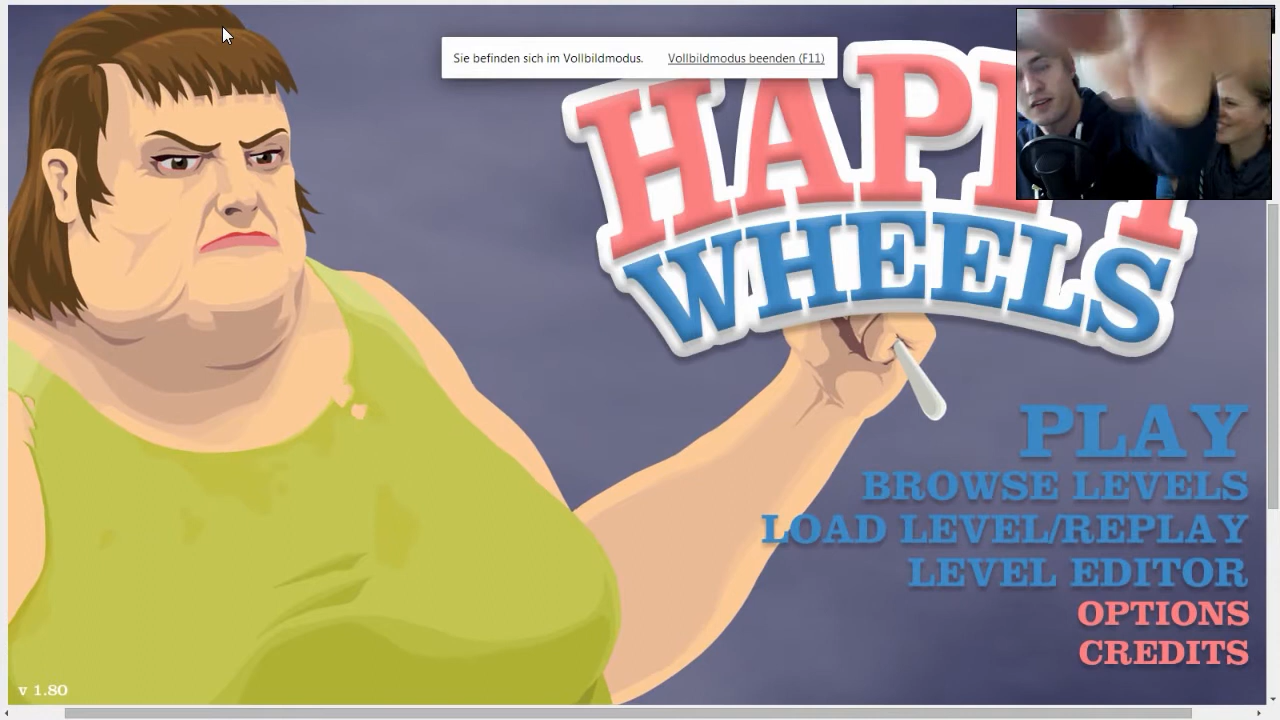 Sie befinden sich im Vollbildmodus. Vollbildmodus beenden (F11)
WHEELS
PLAY
BROWSE LEVELS
LOAD LEVEL/REPLAY
LEVEL EDITOR
OPTIONS
CREDITS
v 1.80